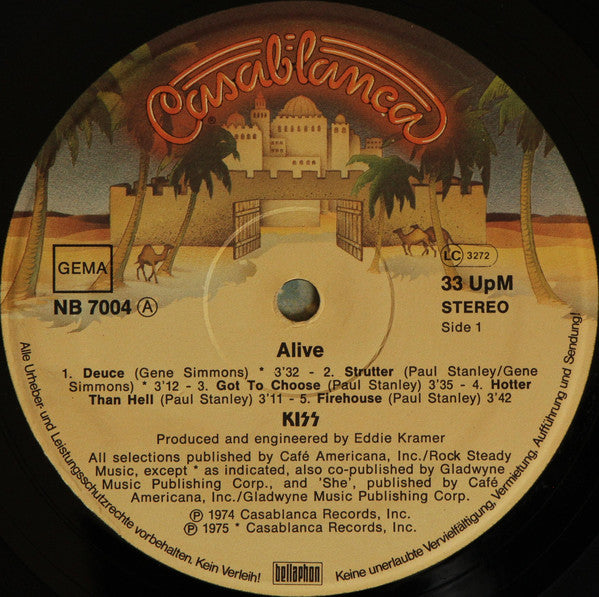 Casablanca
®
GEMA
NB 7004 Ⓐ
LC 3272
33 UpM
STEREO
Side 1
Alive
1. Deuce (Gene Simmons) * 3'32 - 2. Strutter (Paul Stanley/Gene
Simmons) * 3'12 - 3. Got To Choose (Paul Stanley) 3'35 - 4. Hotter
Than Hell (Paul Stanley) 3'11 - 5. Firehouse (Paul Stanley) 3'42
KISS
Produced and engineered by Eddie Kramer
All selections published by Café Americana, Inc./Rock Steady
Music, except * as indicated, also co-published by Gladwyne
Music Publishing Corp., and 'She', published by Café
Americana, Inc./Gladwyne Music Publishing Corp.
℗ 1974 Casablanca Records, Inc.
℗ 1975 * Casablanca Records, Inc.
Alle Urheber- und Leistungsschutzrechte vorbehalten. Kein Verleih!
bellaphon
Keine unerlaubte Vervielfältigung, Vermietung, Aufführung und Sendung!